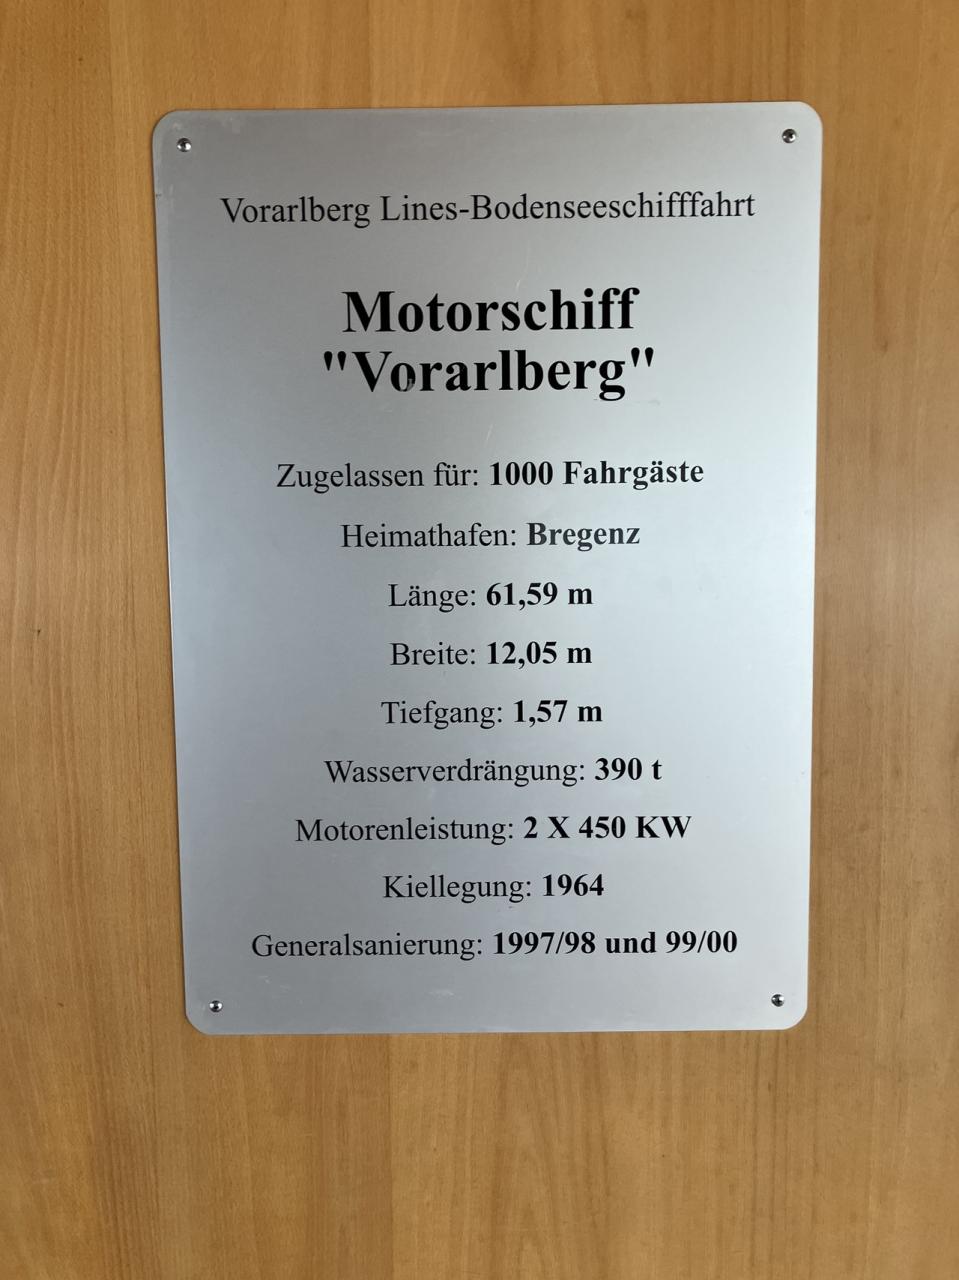 Vorarlberg Lines-Bodenseeschifffahrt
Motorschiff
"Vorarlberg"
Zugelassen für: 1000 Fahrgäste
Heimathafen: Bregenz
Länge: 61,59 m
Breite: 12,05 m
Tiefgang: 1,57 m
Wasserverdrängung: 390 t
Motorenleistung: 2 X 450 KW
Kiellegung: 1964
Generalsanierung: 1997/98 und 99/00